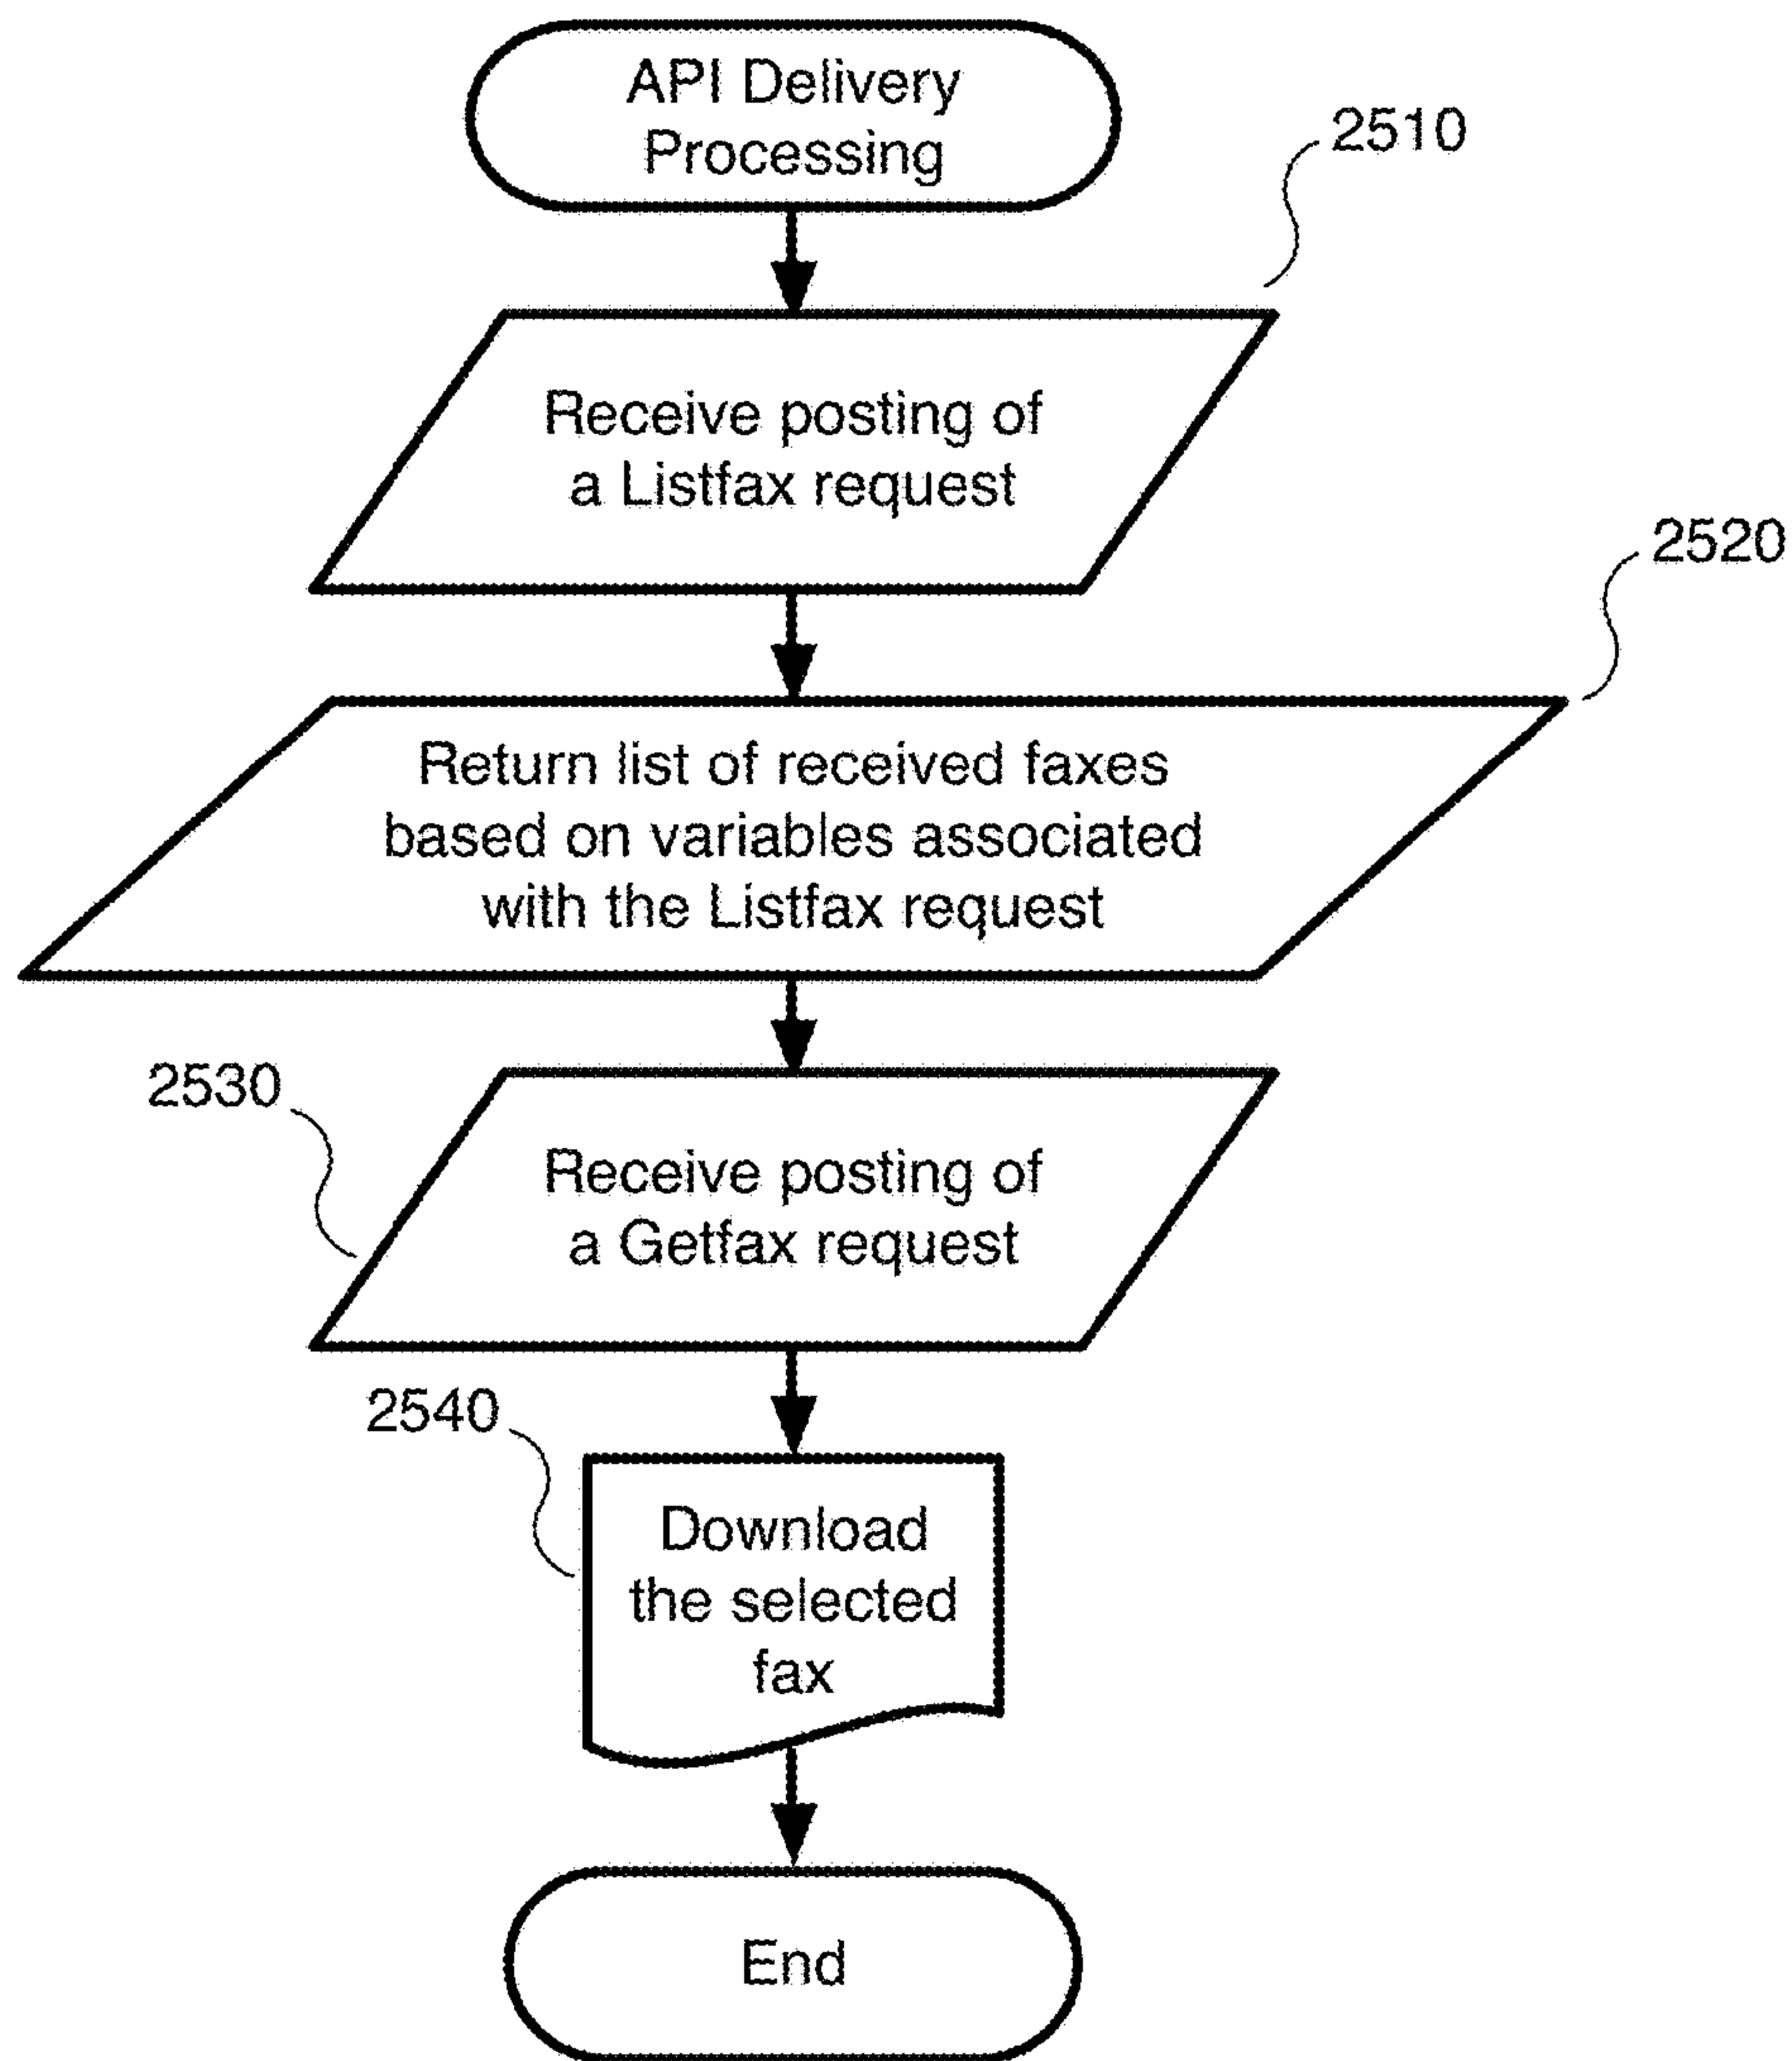 API Delivery
Processing
2510
Receive posting of
a Listfax request
2520
Return list of received faxes
based on variables associated
with the Listfax request
2530
Receive posting of
a Getfax request
2540
Download
the selected
fax
End